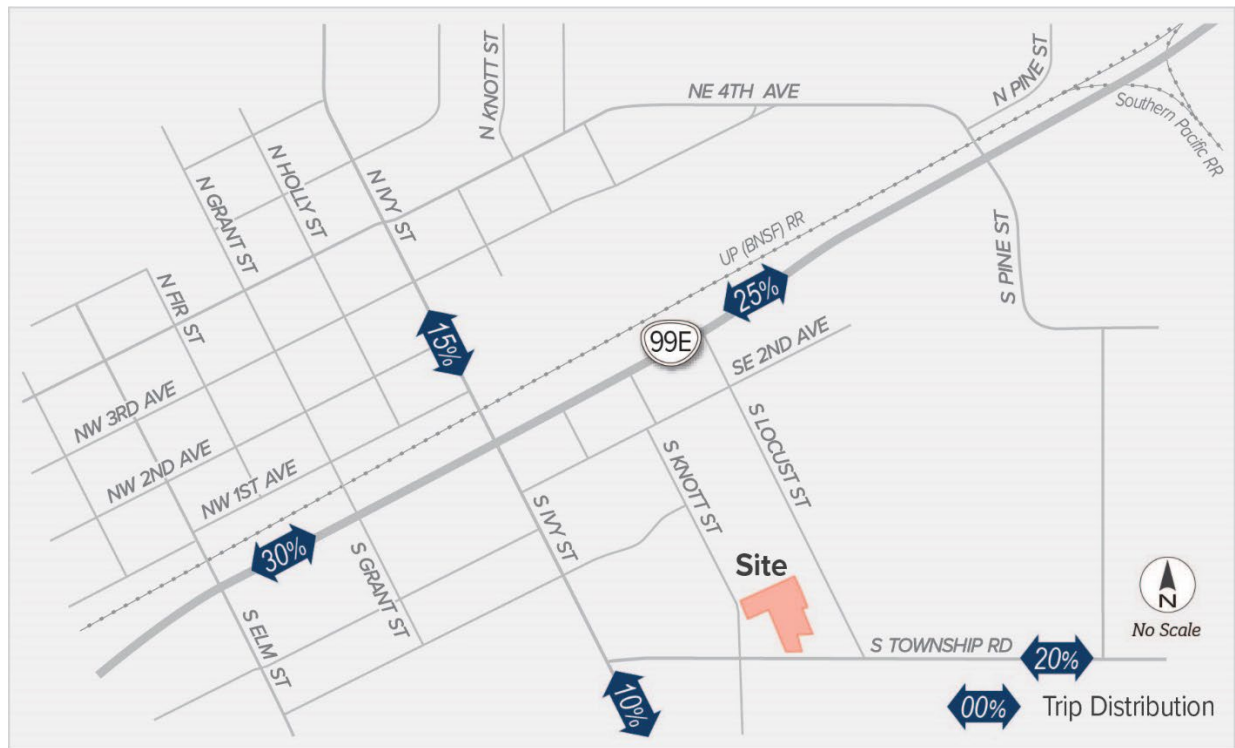 N KNOTT ST
NE 4TH AVE
N PINE ST
Southern Pacific RR
N GRANT ST
N HOLLY ST
N IVY ST
UP (BNSF) RR
S PINE ST
N FIR ST
25%
15%
99E
SE 2ND AVE
NW 3RD AVE
NW 2ND AVE
NW 1ST AVE
S LOCUST ST
S KNOTT ST
S IVY ST
30%
S GRANT ST
Site
N
No Scale
S ELM ST
S TOWNSHIP RD
20%
10%
00%
Trip Distribution